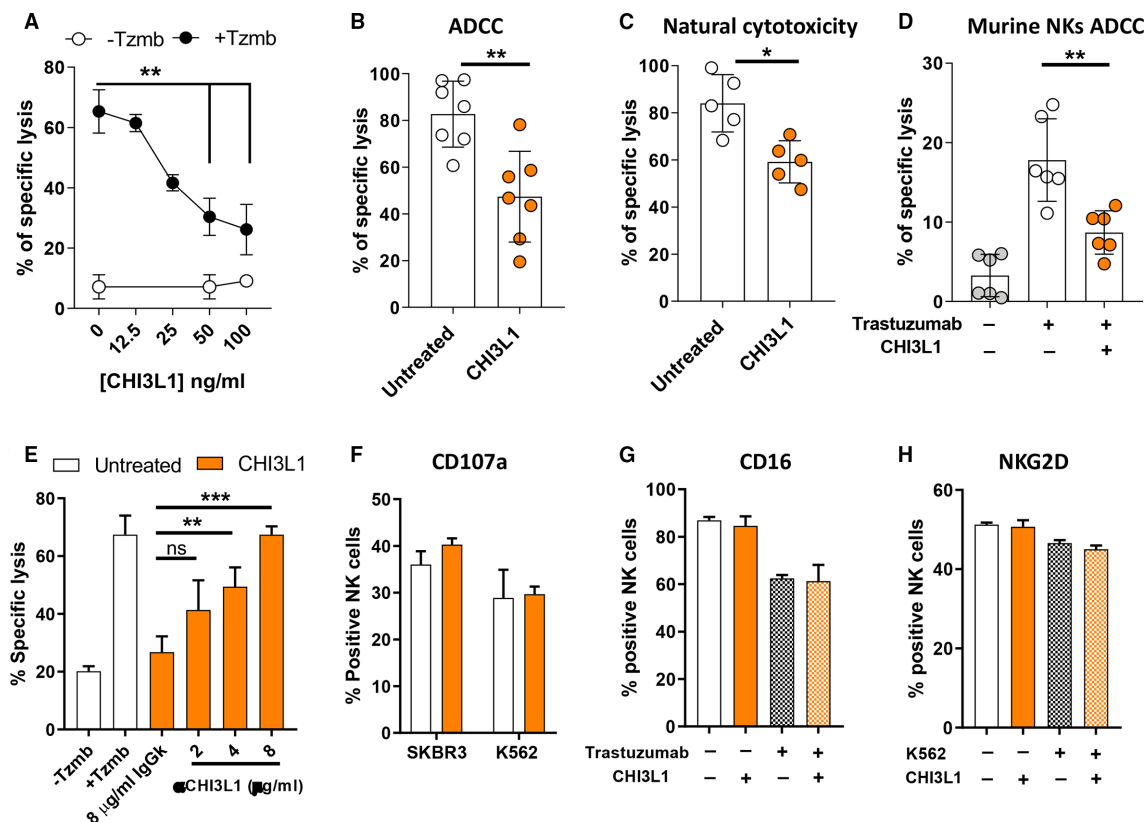 A
-Tzmb +Tzmb
**
% of specific lysis
80
60
40
20
0
0 12.5 25 50 100
[CHI3L1] ng/ml
B
ADCC
**
% of specific lysis
100
80
60
40
20
0
Untreated CHI3L1
C
Natural cytotoxicity
*
% of specific lysis
100
80
60
40
20
0
Untreated CHI3L1
D
Murine NKs ADCC
**
% of specific lysis
30
20
10
0
Trastuzumab – + +
CHI3L1 – – +
E
Untreated CHI3L1
***
**
ns
% Specific lysis
80
60
40
20
0
-Tzmb +Tzmb 8 µg/ml IgGk 2 4 8
CHI3L1 ( g/ml)
F
CD107a
% Positive NK cells
50
40
30
20
10
0
SKBR3 K562
G
CD16
% positive NK cells
100
80
60
40
20
0
Trastuzumab – – + +
CHI3L1 – + – +
H
NKG2D
% positive NK cells
60
40
20
0
K562 – – + +
CHI3L1 – + – +